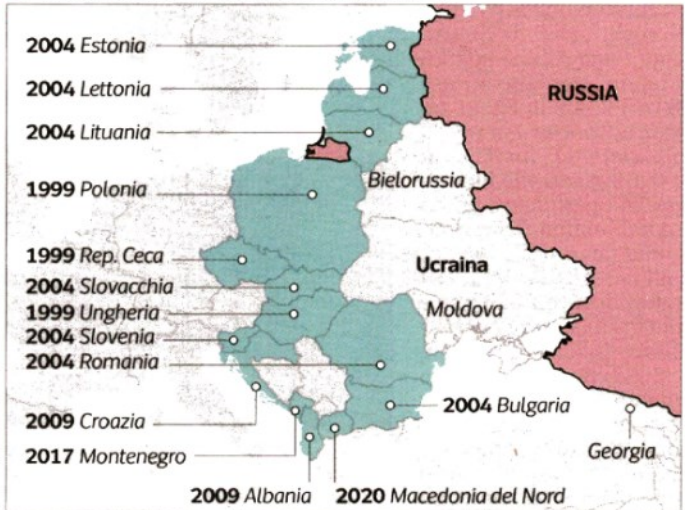 2004 Estonia
2004 Lettonia
RUSSIA
2004 Lituania
Bielorussia
1999 Polonia
1999 Rep. Ceca
Ucraina
2004 Slovacchia
1999 Ungheria
Moldova
2004 Slovenia
2004 Romania
2004 Bulgaria
2009 Croazia
Georgia
2017 Montenegro
2009 Albania
2020 Macedonia del Nord